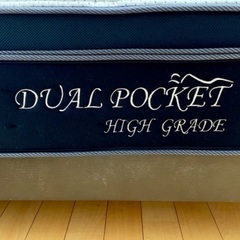 DUAL POCKET
HIGH GRADE